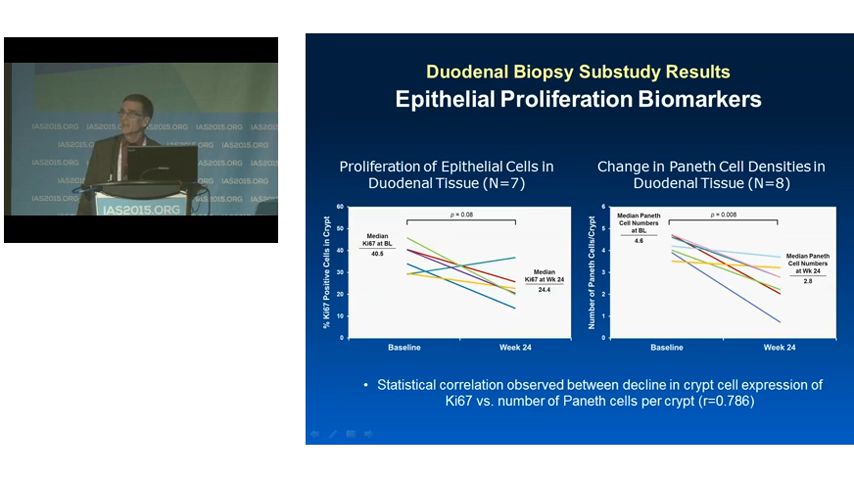 IAS2015.ORG
IAS2015.ORG
Duodenal Biopsy Substudy Results
Epithelial Proliferation Biomarkers
Proliferation of Epithelial Cells in
Duodenal Tissue (N=7)
% Ki67 Positive Cells in Crypt
60
50
40
30
20
10
0
p = 0.08
Median
Ki67 at BL
40.5
Median
Ki67 at Wk 24
24.4
Baseline
Week 24
Change in Paneth Cell Densities in
Duodenal Tissue (N=8)
Number of Paneth Cells/Crypt
6
5
4
3
2
1
0
p = 0.008
Median Paneth
Cell Numbers
at BL
4.6
Median Paneth
Cell Numbers
at Wk 24
2.8
Baseline
Week 24
• Statistical correlation observed between decline in crypt cell expression of
Ki67 vs. number of Paneth cells per crypt (r=0.786)